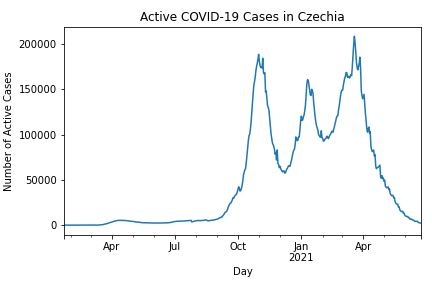 Active COVID-19 Cases in Czechia
Number of Active Cases
200000
150000
100000
50000
0
Apr Jul Oct Jan Apr
2021
Day